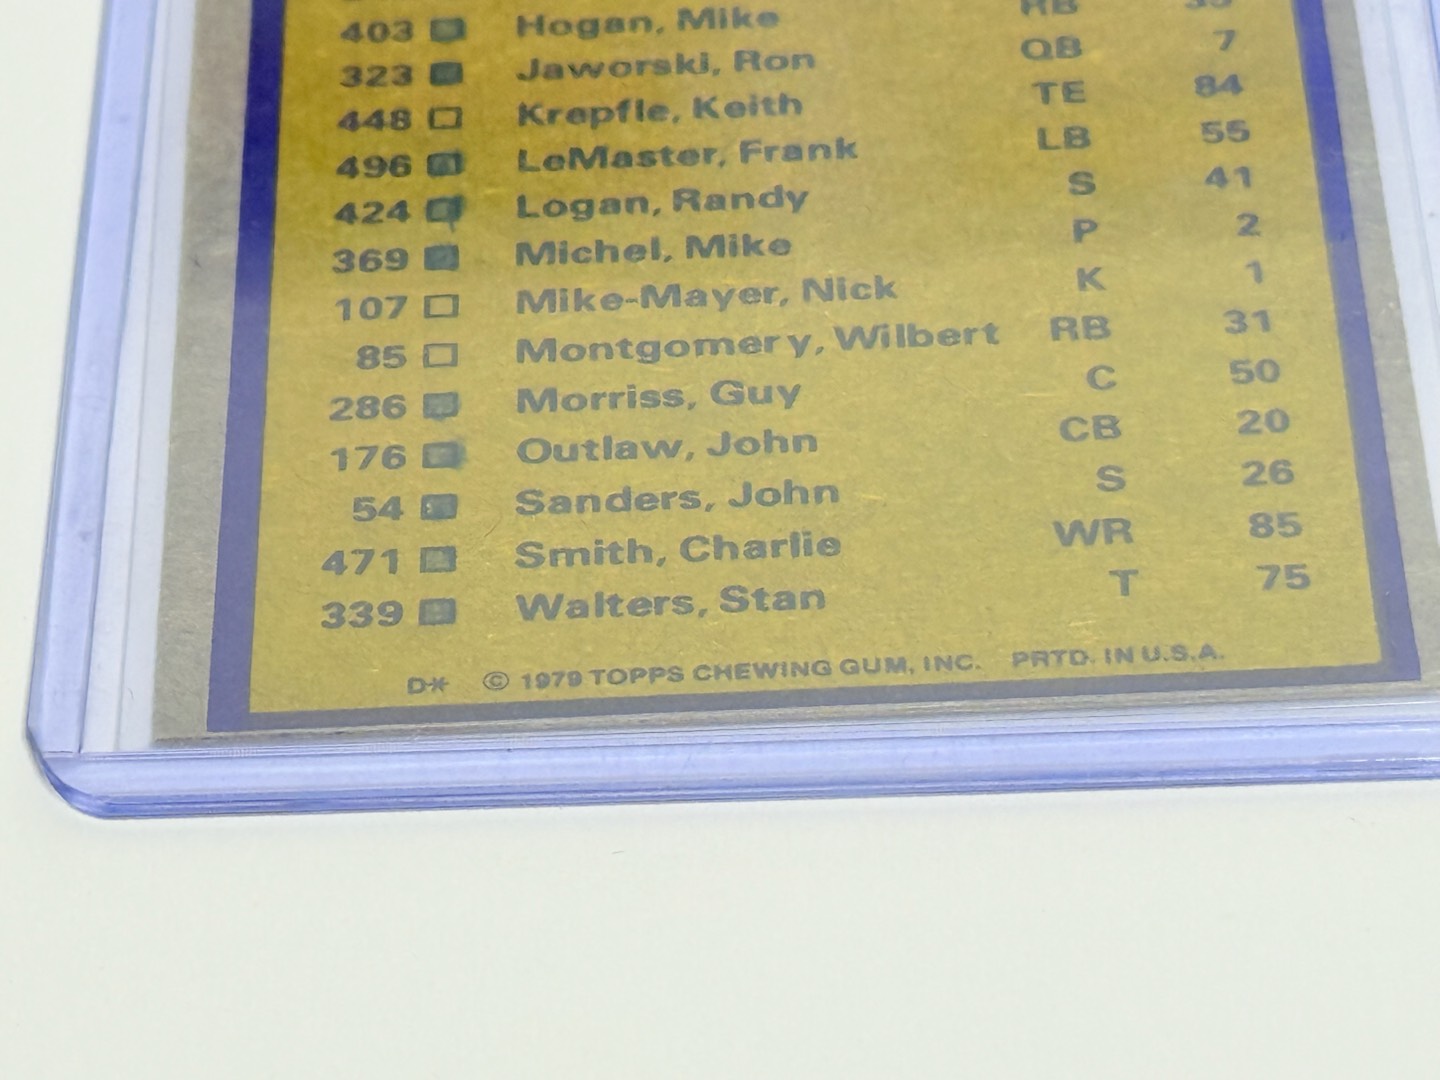 403 Hogan, Mike RB 35
323 Jaworski, Ron QB 7
448 Krepfle, Keith TE 84
496 LeMaster, Frank LB 55
424 Logan, Randy S 41
369 Michel, Mike P 2
107 Mike-Mayer, Nick K 1
85 Montgomery, Wilbert RB 31
286 Morriss, Guy C 50
176 Outlaw, John CB 20
54 Sanders, John S 26
471 Smith, Charlie WR 85
339 Walters, Stan T 75
D* © 1979 TOPPS CHEWING GUM, INC. PRTD. IN U.S.A.